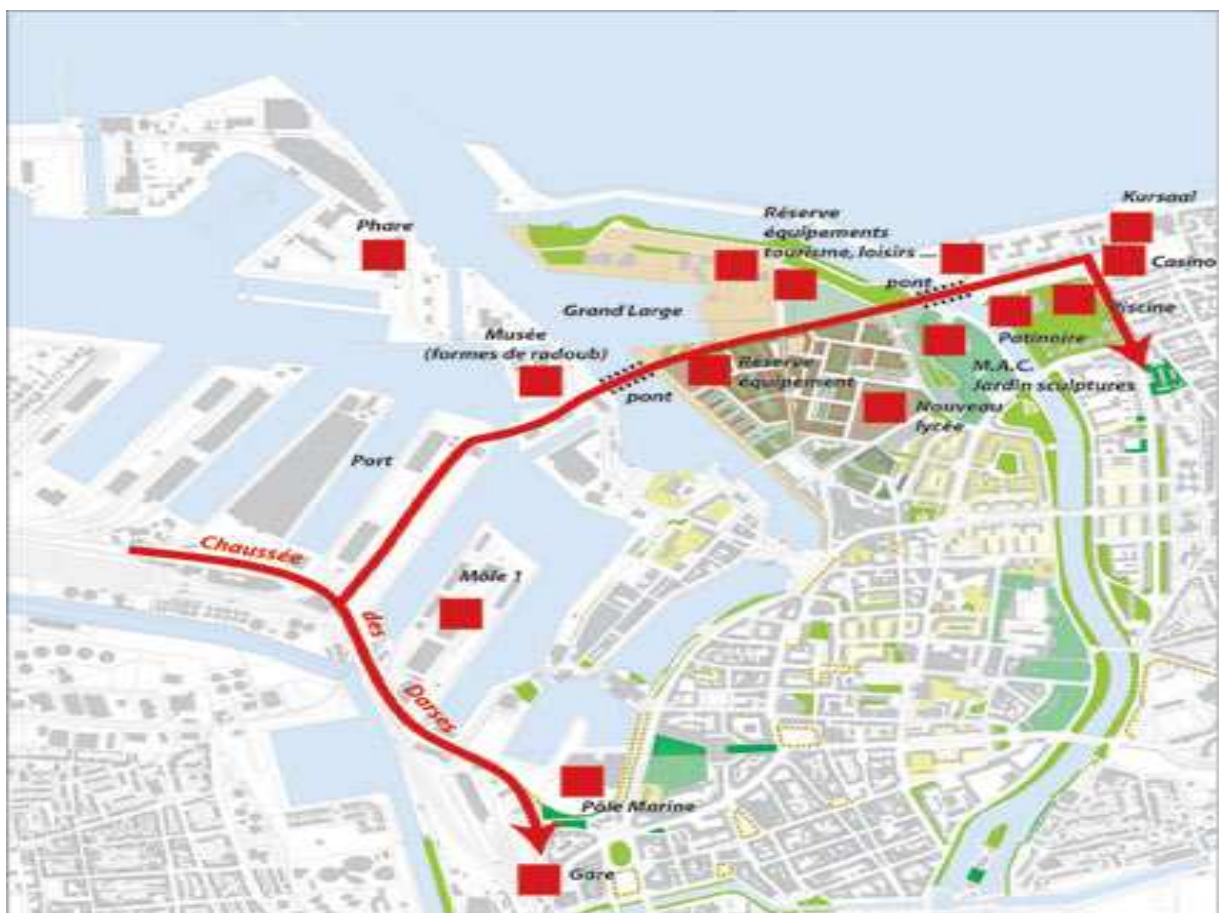 Kursaal
Réserve
équipements
tourisme, loisirs ...
Phare
Casino
pont
Piscine
Grand Large
Musée
(formes de radoub)
Patinoire
Réserve
équipement
M.A.C.
Jardin sculptures
pont
Nouveau
lycée
Port
Chaussée
des
Darses
Môle 1
Pôle Marine
Gare